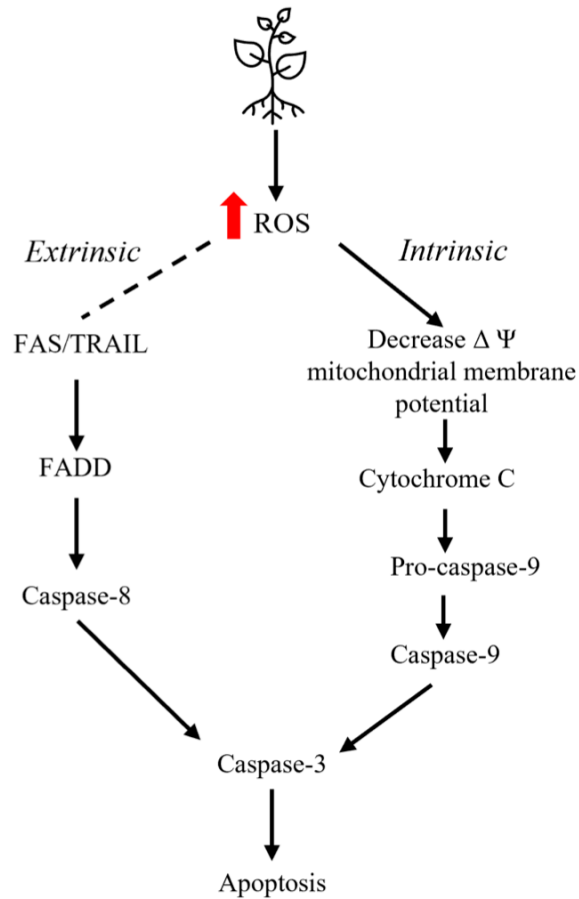 ROS
Extrinsic
Intrinsic
FAS/TRAIL
Decrease Δ Ψ
mitochondrial membrane
potential
FADD
Cytochrome C
Pro-caspase-9
Caspase-8
Caspase-9
Caspase-3
Apoptosis